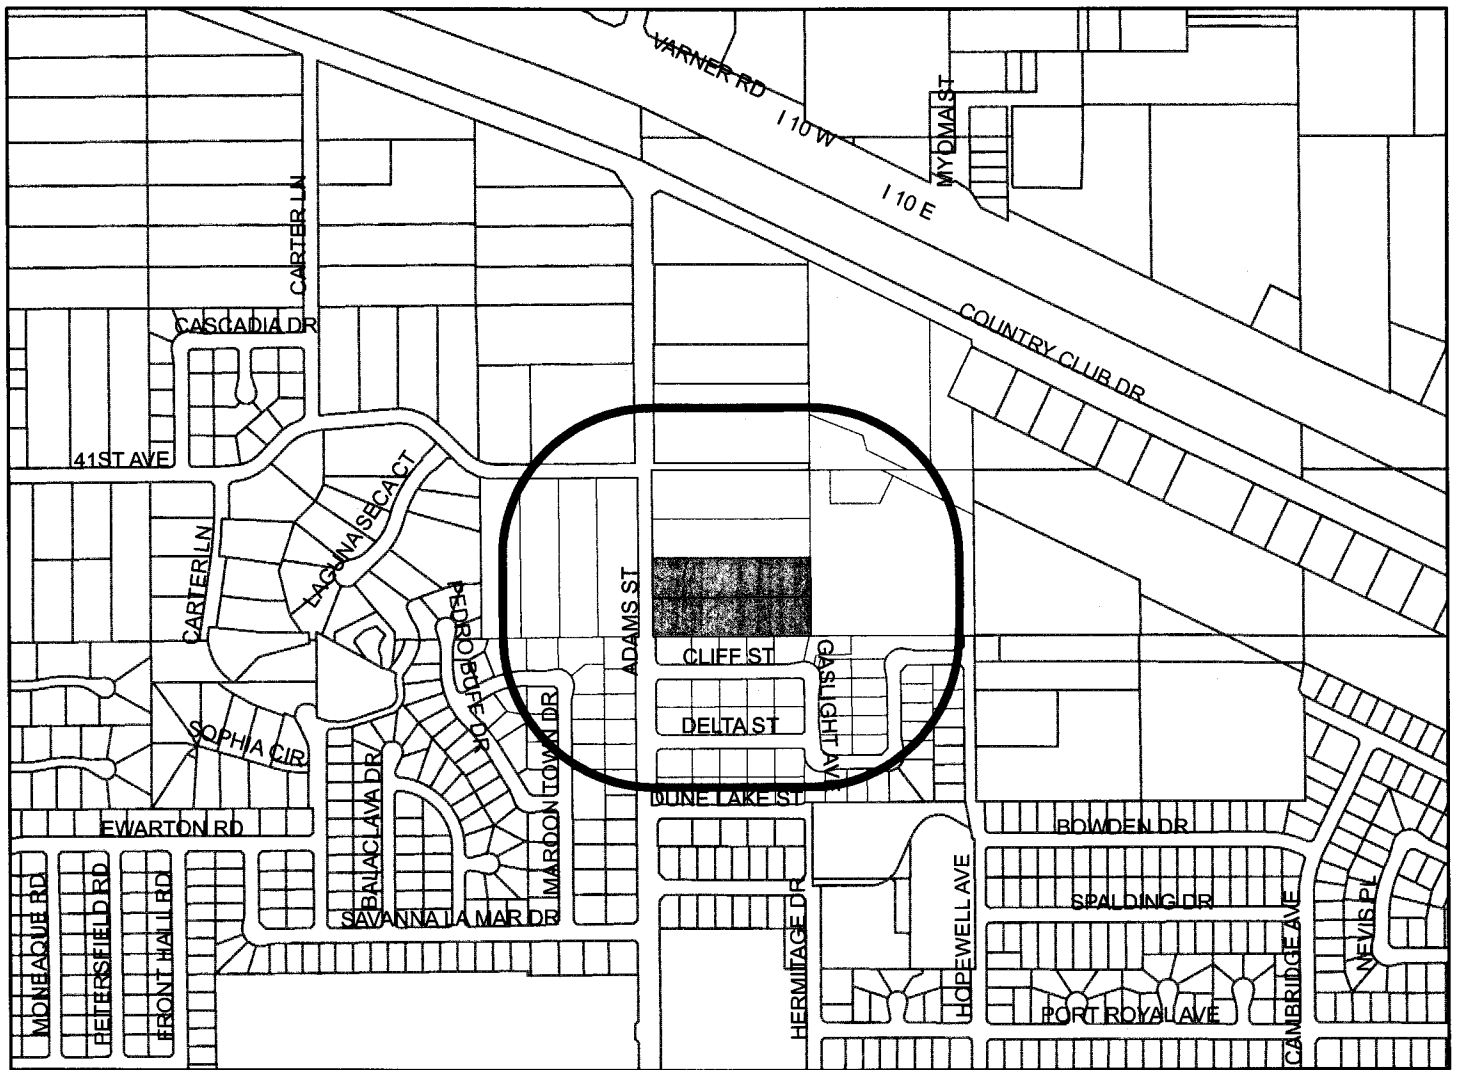 VARNER RD
I 10 W
MYOMA ST
I 10 E
CARTER LN
CASCADIA DR
COUNTRY CLUB DR
41ST AVE
LAGUNA SECA CT
CARTER LN
PEDRO BUFF DR
ADAMS ST
CLIFF ST
GASLIGHT AVE
DELTA ST
SOPHIA CIR
BALACLAVA DR
MAROON TOWN DR
DUNE LAKE ST
EWARTON RD
BOWDEN DR
MONEAQUE RD
PETERSFIELD RD
FRONT HALL RD
SAVANNA LA MAR DR
HERMITAGE DR
HOPEWELL AVE
SPALDING DR
CAMBRIDGE AVE
NEVIS PL
PORT ROYAL AVE